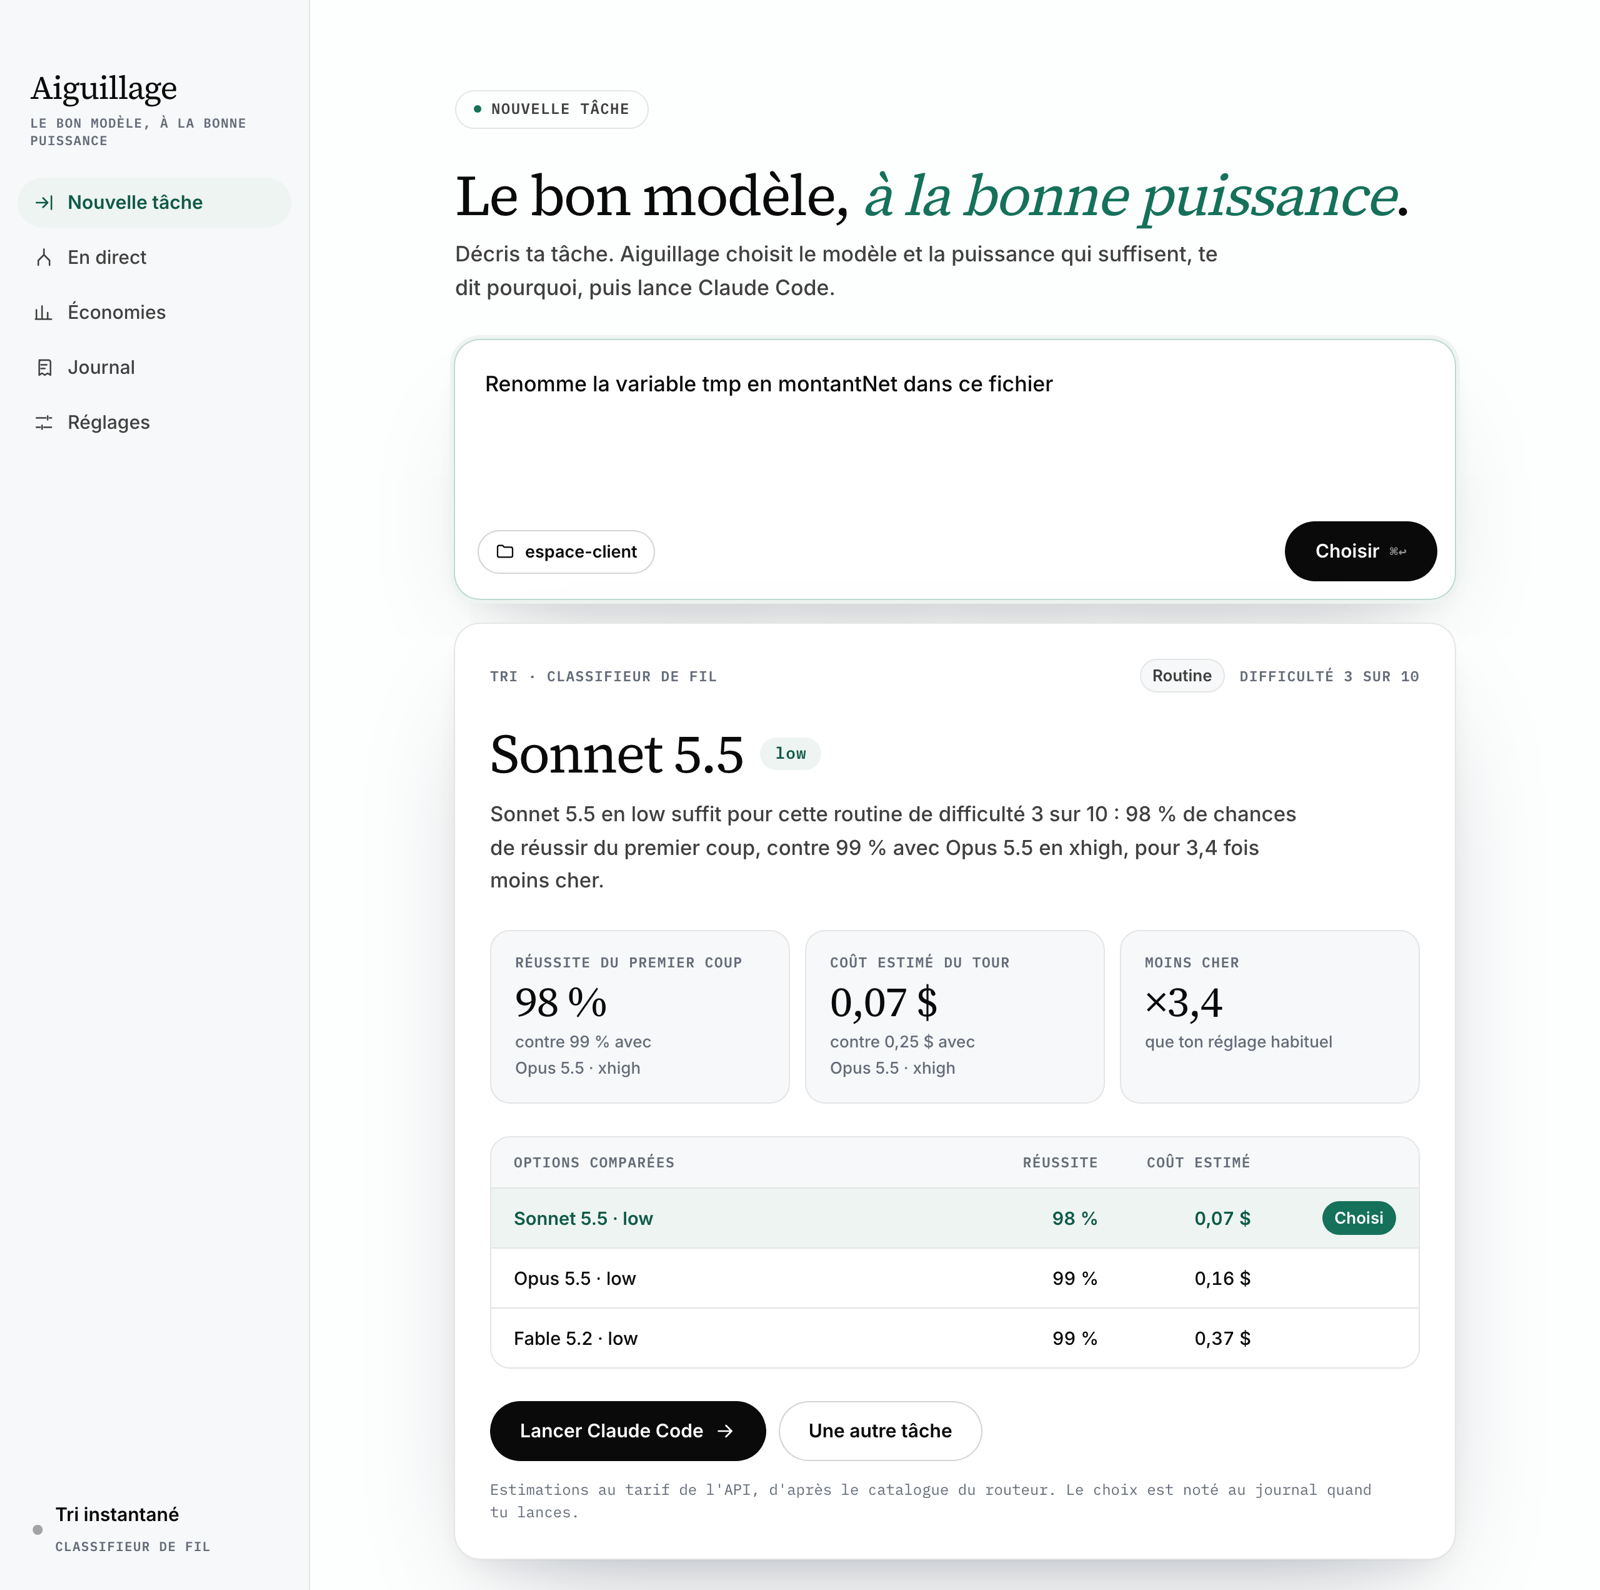 Aiguillage
LE BON MODÈLE, À LA BONNE
PUISSANCE
Nouvelle tâche
En direct
Économies
Journal
Réglages
Tri instantané
CLASSIFIEUR DE FIL
NOUVELLE TÂCHE
Le bon modèle, à la bonne puissance.
Décris ta tâche. Aiguillage choisit le modèle et la puissance qui suffisent, te
dit pourquoi, puis lance Claude Code.
Renomme la variable tmp en montantNet dans ce fichier
espace-client
Choisir ⌘↩
TRI · CLASSIFIEUR DE FIL
Routine DIFFICULTÉ 3 SUR 10
Sonnet 5.5 low
Sonnet 5.5 en low suffit pour cette routine de difficulté 3 sur 10 : 98 % de chances
de réussir du premier coup, contre 99 % avec Opus 5.5 en xhigh, pour 3,4 fois
moins cher.
RÉUSSITE DU PREMIER COUP
98 %
contre 99 % avec
Opus 5.5 · xhigh
COÛT ESTIMÉ DU TOUR
0,07 $
contre 0,25 $ avec
Opus 5.5 · xhigh
MOINS CHER
×3,4
que ton réglage habituel
OPTIONS COMPARÉES RÉUSSITE COÛT ESTIMÉ
Sonnet 5.5 · low 98 % 0,07 $ Choisi
Opus 5.5 · low 99 % 0,16 $
Fable 5.2 · low 99 % 0,37 $
Lancer Claude Code →
Une autre tâche
Estimations au tarif de l'API, d'après le catalogue du routeur. Le choix est noté au journal quand
tu lances.